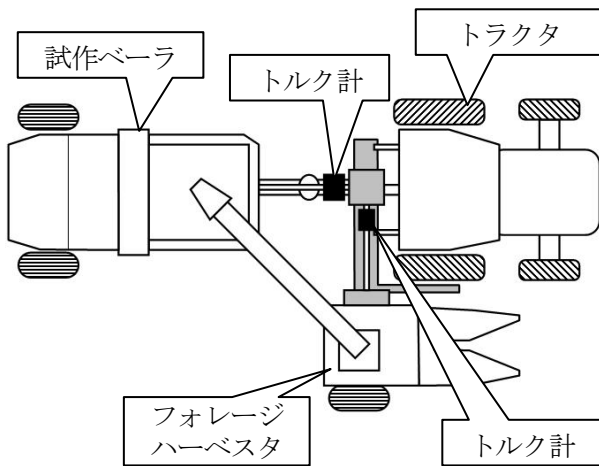 トラクタ
試作ベーラ
トルク計
フォレージ
ハーベスタ
トルク計